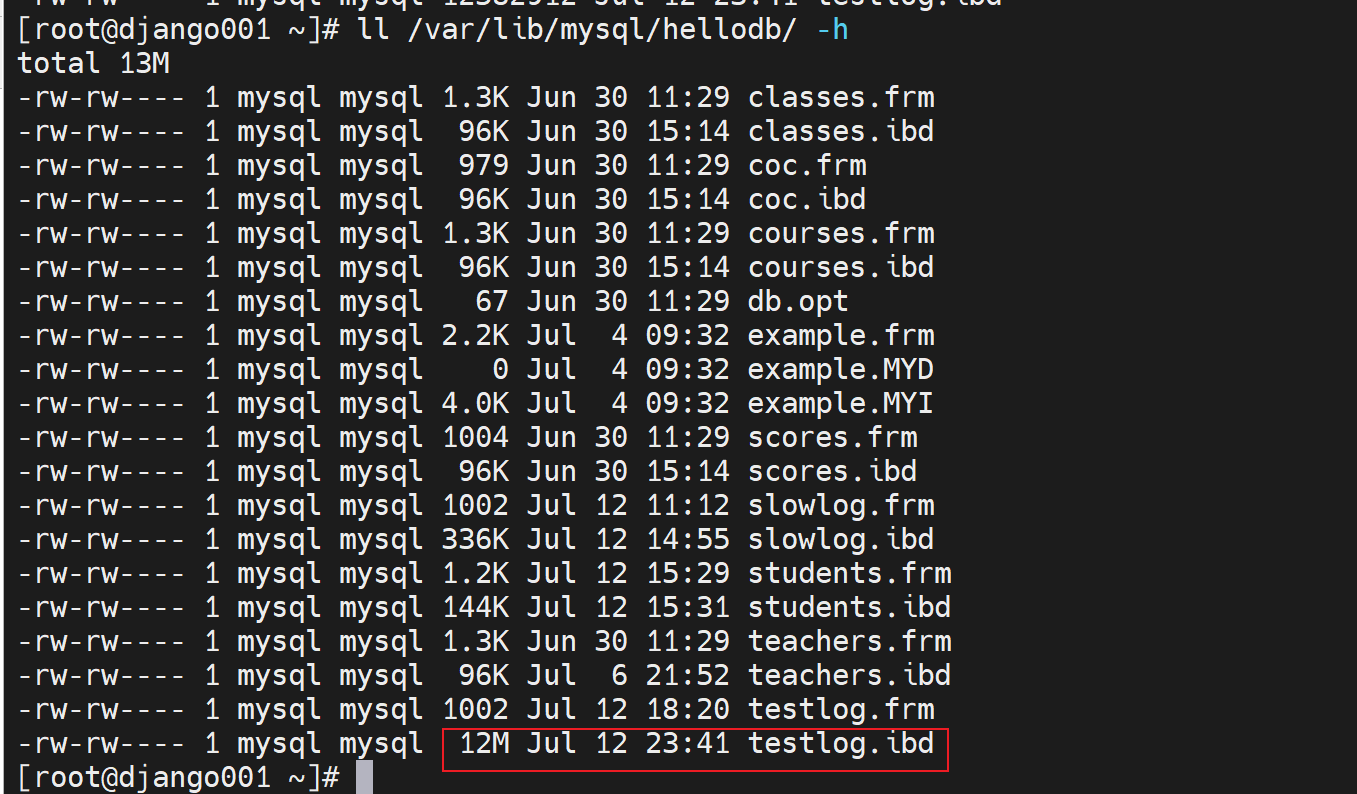 12582912 Jul 12 23:41 testlog.ibd
[root@django001 ~]# ll /var/lib/mysql/hellodb/ -h
total 13M
-rw-rw---- 1 mysql mysql 1.3K Jun 30 11:29 classes.frm
-rw-rw---- 1 mysql mysql  96K Jun 30 15:14 classes.ibd
-rw-rw---- 1 mysql mysql  979 Jun 30 11:29 coc.frm
-rw-rw---- 1 mysql mysql  96K Jun 30 15:14 coc.ibd
-rw-rw---- 1 mysql mysql 1.3K Jun 30 11:29 courses.frm
-rw-rw---- 1 mysql mysql  96K Jun 30 15:14 courses.ibd
-rw-rw---- 1 mysql mysql   67 Jun 30 11:29 db.opt
-rw-rw---- 1 mysql mysql 2.2K Jul  4 09:32 example.frm
-rw-rw---- 1 mysql mysql    0 Jul  4 09:32 example.MYD
-rw-rw---- 1 mysql mysql 4.0K Jul  4 09:32 example.MYI
-rw-rw---- 1 mysql mysql 1004 Jun 30 11:29 scores.frm
-rw-rw---- 1 mysql mysql  96K Jun 30 15:14 scores.ibd
-rw-rw---- 1 mysql mysql 1002 Jul 12 11:12 slowlog.frm
-rw-rw---- 1 mysql mysql 336K Jul 12 14:55 slowlog.ibd
-rw-rw---- 1 mysql mysql 1.2K Jul 12 15:29 students.frm
-rw-rw---- 1 mysql mysql 144K Jul 12 15:31 students.ibd
-rw-rw---- 1 mysql mysql 1.3K Jun 30 11:29 teachers.frm
-rw-rw---- 1 mysql mysql  96K Jul  6 21:52 teachers.ibd
-rw-rw---- 1 mysql mysql 1002 Jul 12 18:20 testlog.frm
-rw-rw---- 1 mysql mysql  12M Jul 12 23:41 testlog.ibd
[root@django001 ~]#